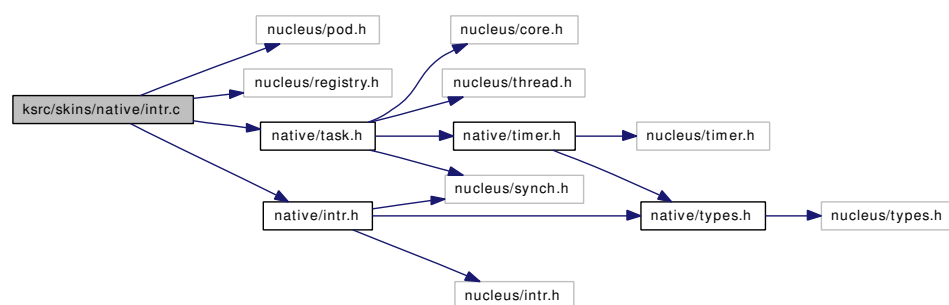 nucleus/pod.h
nucleus/core.h
nucleus/registry.h
nucleus/thread.h
ksrc/skins/native/intr.c
native/task.h
native/timer.h
nucleus/timer.h
nucleus/synch.h
native/intr.h
native/types.h
nucleus/types.h
nucleus/intr.h